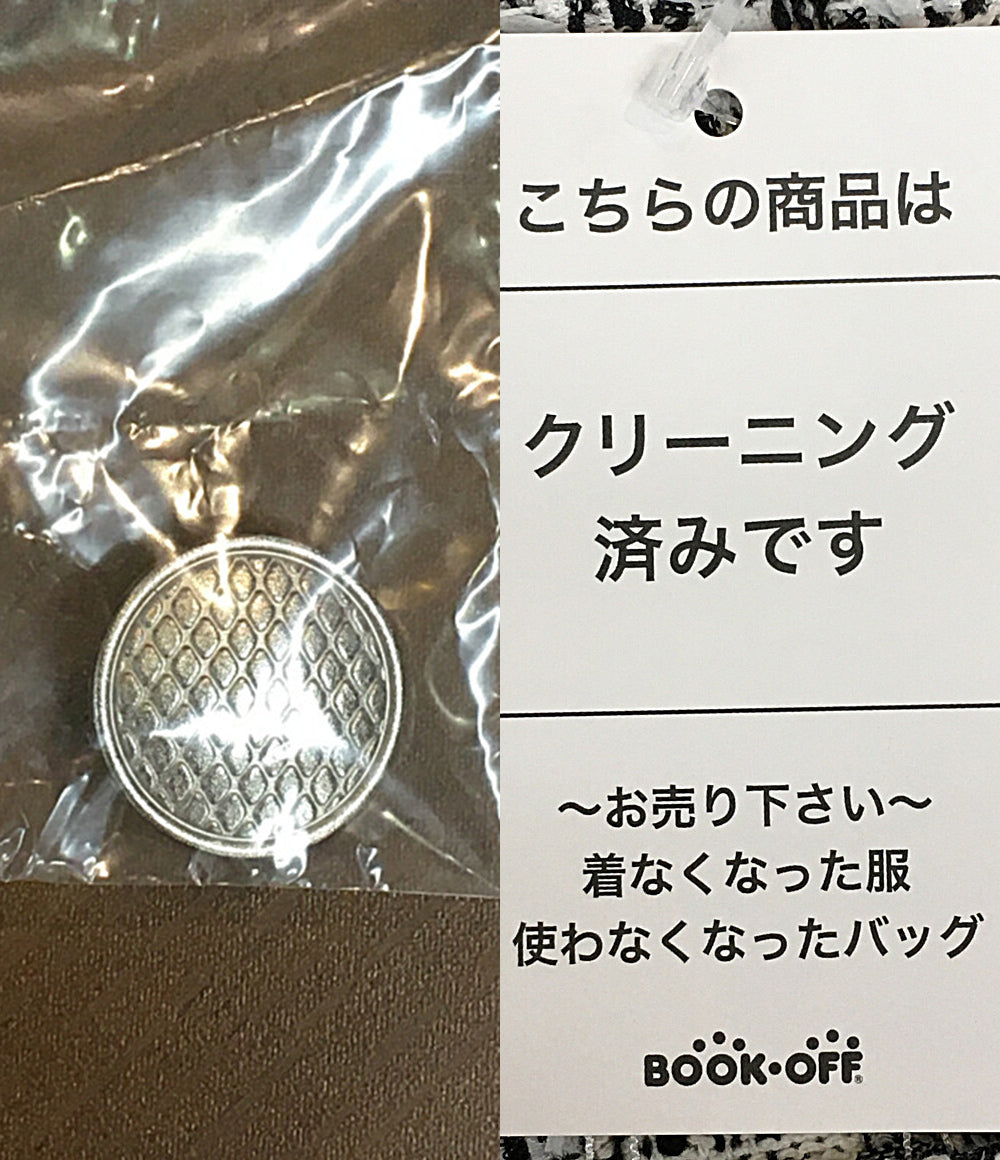 こちらの商品は
クリーニング
済みです
～お売り下さい～
着なくなった服
使わなくなったバッグ
BOOK•OFF®